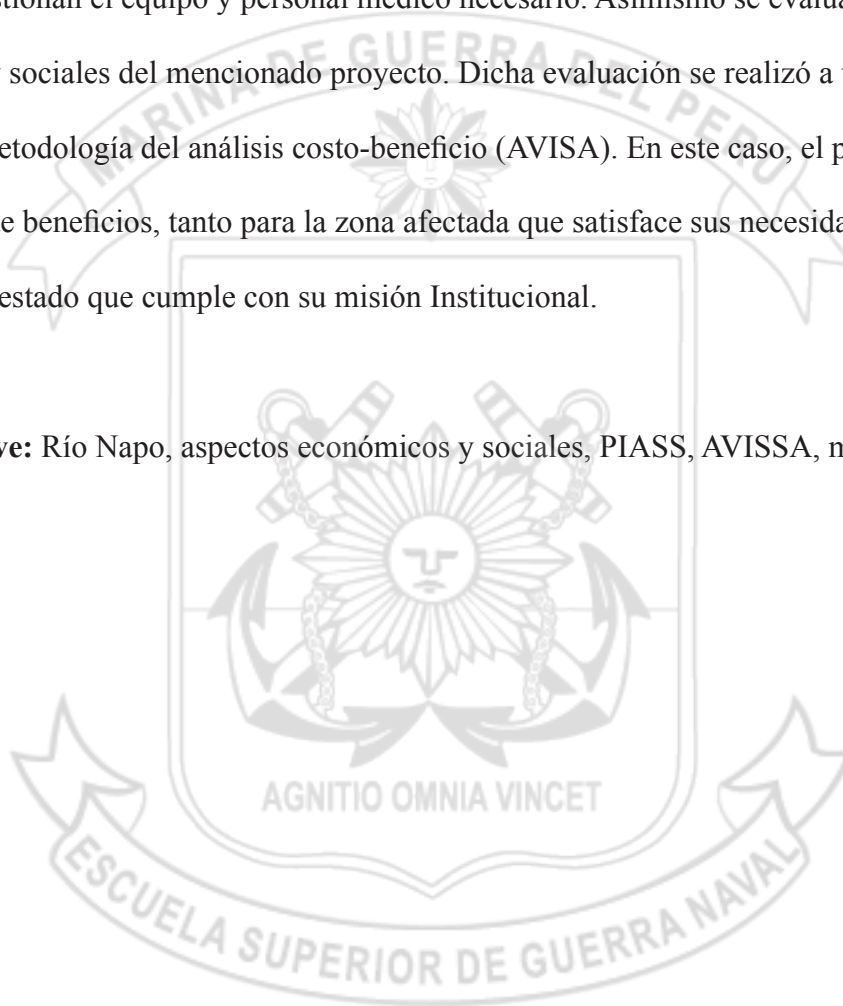 stionan el equipo y personal médico necesario. Asimismo se evalúa
y sociales del mencionado proyecto. Dicha evaluación se realizó a
etodología del análisis costo-beneficio (AVISA). En este caso, el p
e beneficios, tanto para la zona afectada que satisface sus necesida
estado que cumple con su misión Institucional.
ve: Río Napo, aspectos económicos y sociales, PIASS, AVISSA, m
MARINA DE GUERRA DEL PERU
AGNITIO OMNIA VINCET
ESCUELA SUPERIOR DE GUERRA NAVAL